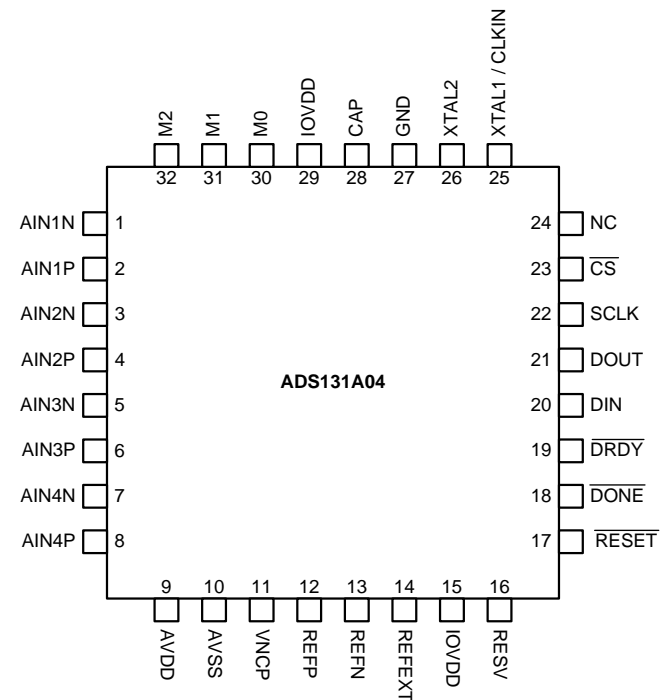 M2
M1
M0
IOVDD
CAP
GND
XTAL2
XTAL1 / CLKIN
32
31
30
29
28
27
26
25
AIN1N 1
AIN1P 2
AIN2N 3
AIN2P 4
AIN3N 5
AIN3P 6
AIN4N 7
AIN4P 8
ADS131A04
24 NC
23 CS
22 SCLK
21 DOUT
20 DIN
19 DRDY
18 DONE
17 RESET
9
10
11
12
13
14
15
16
AVDD
AVSS
VNCP
REFP
REFN
REFEXT
IOVDD
RESV